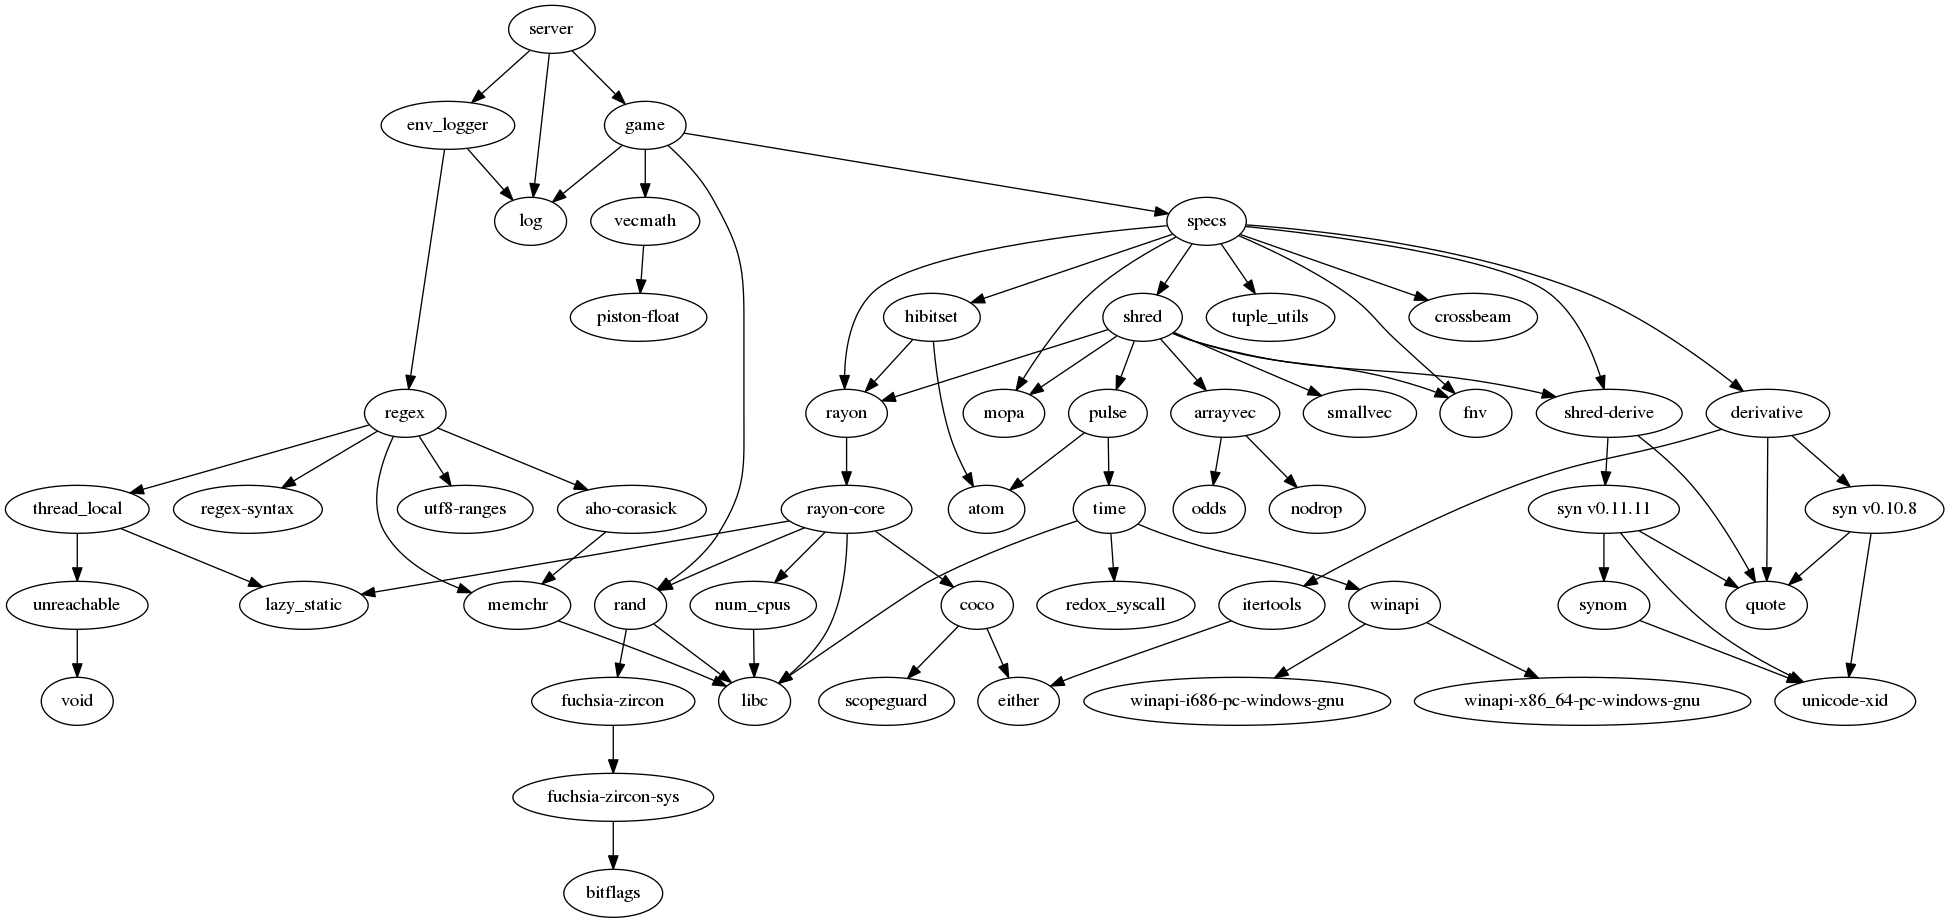 server
env_logger
game
log
vecmath
specs
piston-float
hibitset
shred
tuple_utils
crossbeam
regex
rayon
mopa
pulse
arrayvec
smallvec
fnv
shred-derive
derivative
thread_local
regex-syntax
utf8-ranges
aho-corasick
rayon-core
atom
time
odds
nodrop
syn v0.11.11
syn v0.10.8
unreachable
lazy_static
memchr
rand
num_cpus
coco
redox_syscall
itertools
winapi
synom
quote
void
fuchsia-zircon
libc
scopeguard
either
winapi-i686-pc-windows-gnu
winapi-x86_64-pc-windows-gnu
unicode-xid
fuchsia-zircon-sys
bitflags